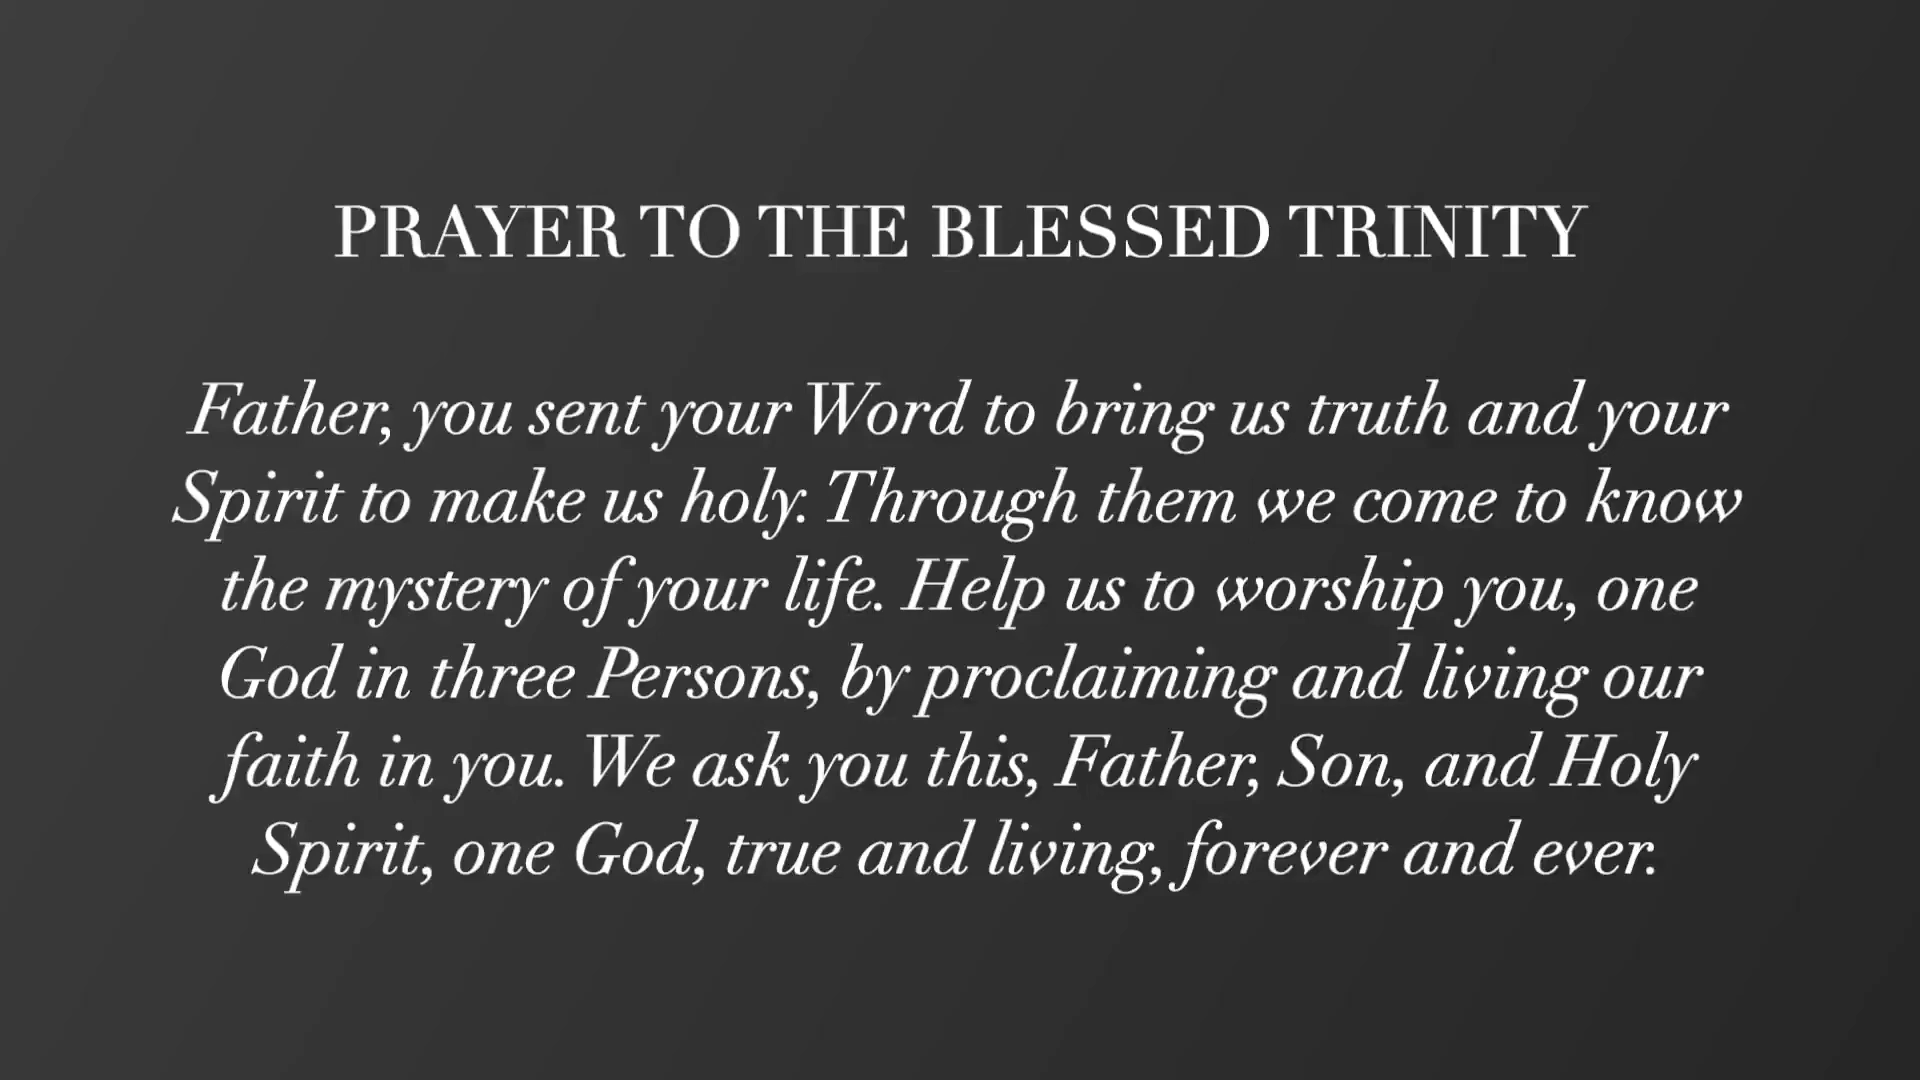 PRAYER TO THE BLESSED TRINITY
Father, you sent your Word to bring us truth and your
Spirit to make us holy. Through them we come to know
the mystery of your life. Help us to worship you, one
God in three Persons, by proclaiming and living our
faith in you. We ask you this, Father, Son, and Holy
Spirit, one God, true and living, forever and ever.